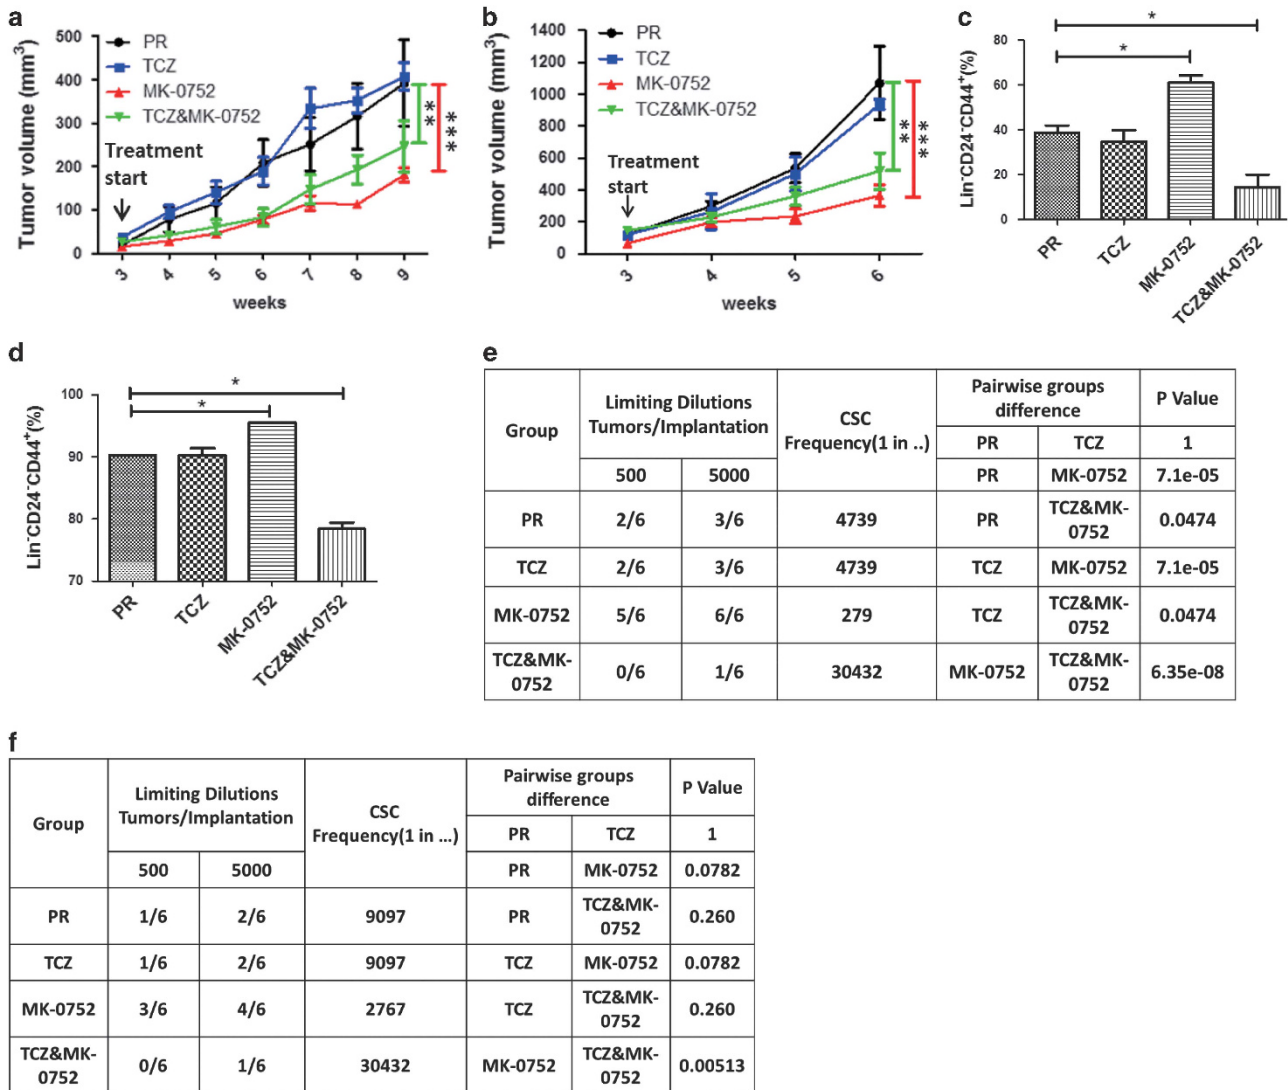 a
Tumor volume (mm³)
500
400
300
200
100
0
PR
TCZ
MK-0752
TCZ&MK-0752
Treatment
start
**
***
3
4
5
6
7
8
9
weeks
b
Tumor volume (mm³)
1400
1200
1000
800
600
400
200
0
PR
TCZ
MK-0752
TCZ&MK-0752
Treatment
start
**
***
3
4
5
6
weeks
c
Lin⁻CD24⁻CD44⁺(%)
80
60
40
20
0
*
*
PR
TCZ
MK-0752
TCZ&MK-0752
d
Lin⁻CD24⁻CD44⁺(%)
100
90
80
70
*
*
PR
TCZ
MK-0752
TCZ&MK-0752
e
Group
Limiting Dilutions
Tumors/Implantation
CSC
Frequency(1 in ..)
Pairwise groups
difference
P Value
PR TCZ 1
500 5000 PR MK-0752 7.1e-05
PR 2/6 3/6 4739 PR TCZ&MK-
0752 0.0474
TCZ 2/6 3/6 4739 TCZ MK-0752 7.1e-05
MK-0752 5/6 6/6 279 TCZ TCZ&MK-
0752 0.0474
TCZ&MK-
0752 0/6 1/6 30432 MK-0752 TCZ&MK-
0752 6.35e-08
f
Group
Limiting Dilutions
Tumors/Implantation
CSC
Frequency(1 in ...)
Pairwise groups
difference
P Value
PR TCZ 1
500 5000 PR MK-0752 0.0782
PR 1/6 2/6 9097 PR TCZ&MK-
0752 0.260
TCZ 1/6 2/6 9097 TCZ MK-0752 0.0782
MK-0752 3/6 4/6 2767 TCZ TCZ&MK-
0752 0.260
TCZ&MK-
0752 0/6 1/6 30432 MK-0752 TCZ&MK-
0752 0.00513